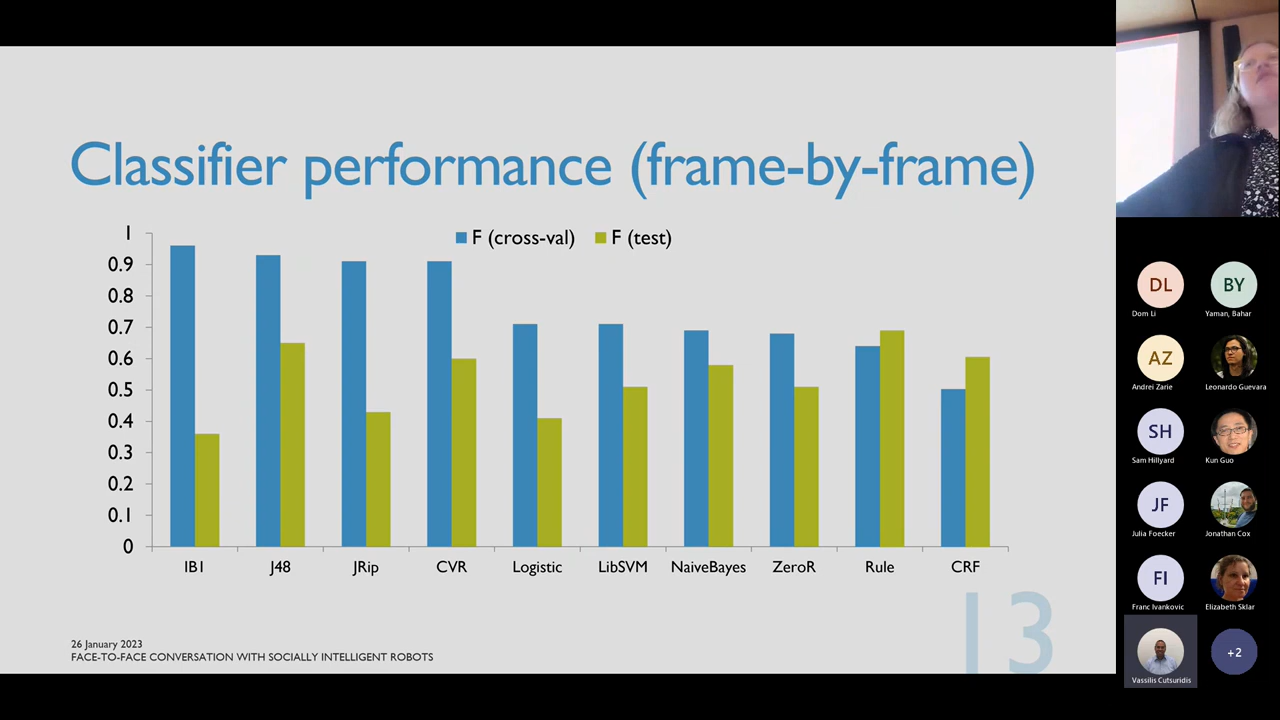 Classifier performance (frame-by-frame)
F (cross-val) F (test)
1
0.9
0.8
0.7
0.6
0.5
0.4
0.3
0.2
0.1
0
IB1 J48 JRip CVR Logistic LibSVM NaiveBayes ZeroR Rule CRF
26 January 2023
FACE-TO-FACE CONVERSATION WITH SOCIALLY INTELLIGENT ROBOTS
13
DL BY
Dom Li Yaman, Bahar
AZ
Andrei Zarie Leonardo Guevara
SH
Sam Hillyard Kun Guo
JF
Julia Foecker Jonathan Cox
FI
Franc Ivankovic Elizabeth Sklar
+2
Vassilis Cutsuridis